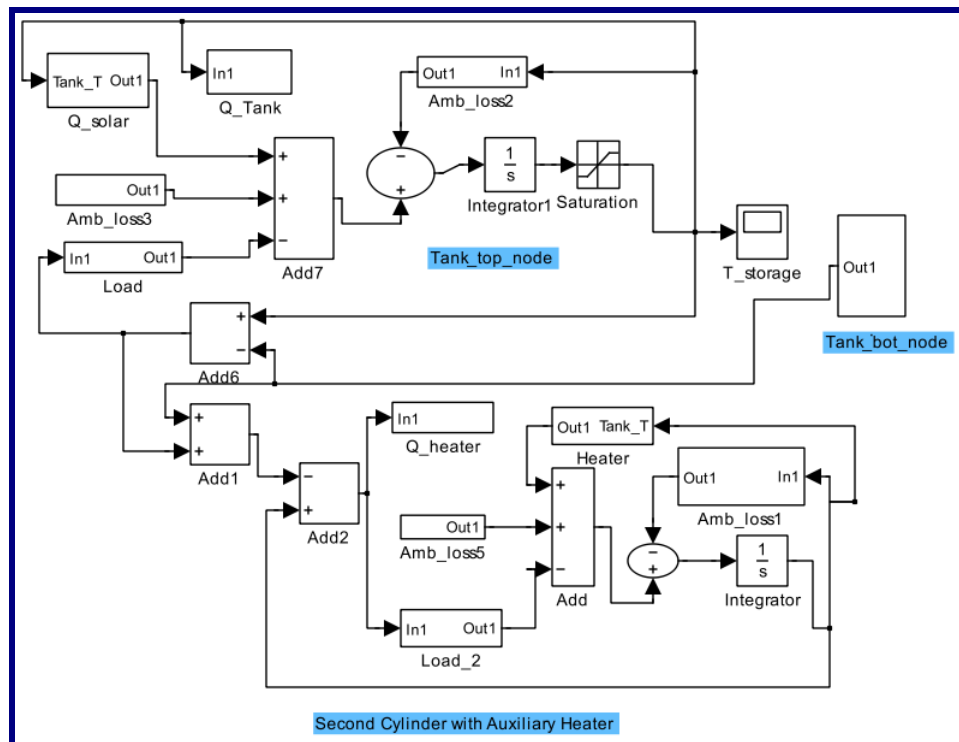 Tank_T Out1
Q_solar
In1
Q_Tank
Out1 In1
Amb_loss2
Out1
Amb_loss3
In1 Out1
Load
+
+
−
Add7
−
+
1
s
Integrator1
Saturation
Tank_top_node
T_storage
Out1
Tank_bot_node
+
−
Add6
+
+
Add1
−
+
Add2
In1
Q_heater
Out1 Tank_T
Heater
Out1
Amb_loss5
In1 Out1
Load_2
+
+
−
Add
−
+
Out1 In1
Amb_loss1
1
s
Integrator
Second Cylinder with Auxiliary Heater